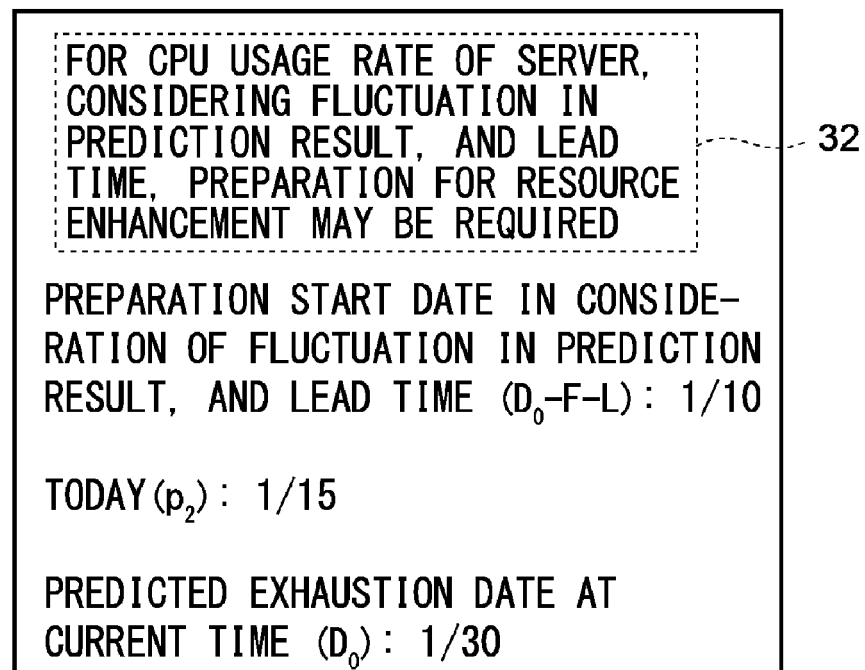 FOR CPU USAGE RATE OF SERVER,
CONSIDERING FLUCTUATION IN
PREDICTION RESULT, AND LEAD
TIME, PREPARATION FOR RESOURCE
ENHANCEMENT MAY BE REQUIRED
32
PREPARATION START DATE IN CONSIDE-
RATION OF FLUCTUATION IN PREDICTION
RESULT, AND LEAD TIME (D₀-F-L): 1/10
TODAY(p₂): 1/15
PREDICTED EXHAUSTION DATE AT
CURRENT TIME (D₀): 1/30